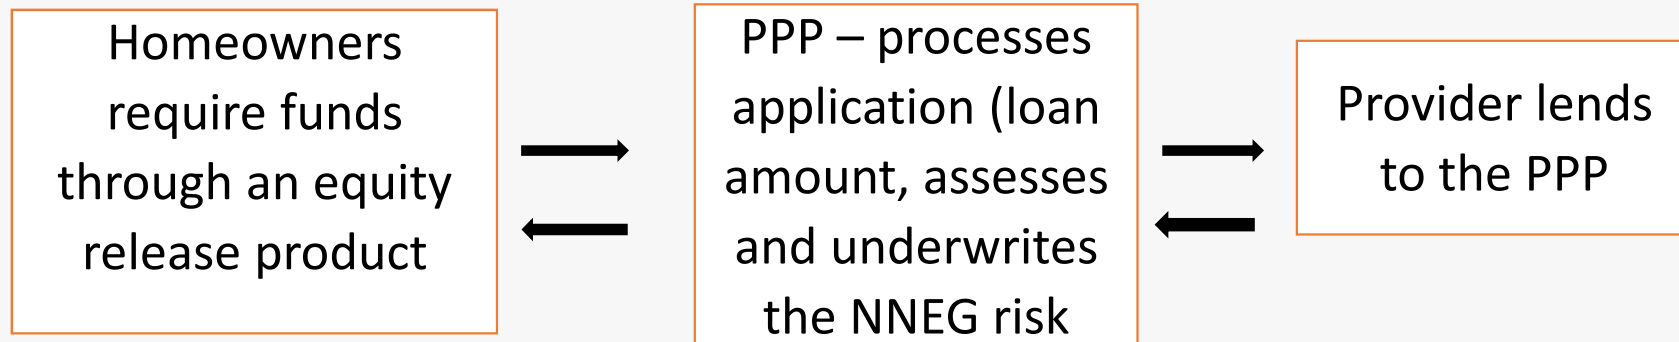 Homeowners
require funds
through an equity
release product
PPP – processes
application (loan
amount, assesses
and underwrites
the NNEG risk
Provider lends
to the PPP